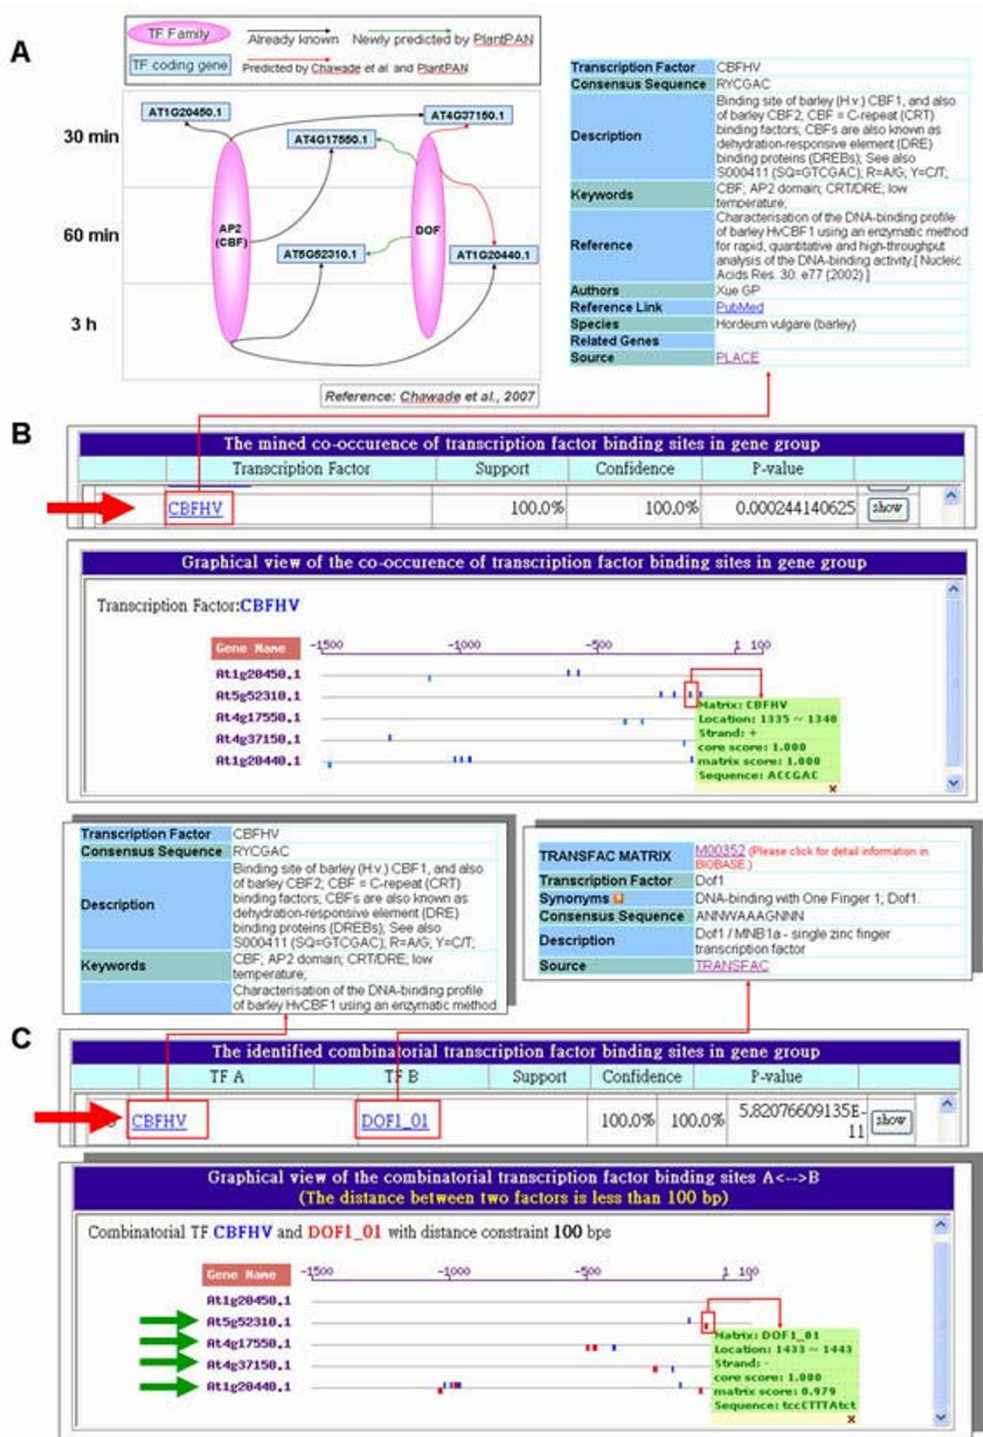 A
TF Family
Already known
Newly predicted by PlantPAN
TF coding gene
Predicted by Chawade et al. and PlantPAN
30 min
60 min
3 h
AT1G20450.1
AT4G37150.1
AT4G17550.1
AP2
(CBF)
DOF
AT5G52310.1
AT1G20440.1
Reference: Chawade et al., 2007
Transcription Factor CBFHV
Consensus Sequence RYCGAC
Description
Binding site of barley (H.v.) CBF1, and also
of barley CBF2; CBF = C-repeat (CRT)
binding factors; CBFs are also known as
dehydration-responsive element (DRE)
binding proteins (DREBs); See also
S000411 (SQ=GTCGAC); R=A/G; Y=C/T;
Keywords
CBF; AP2 domain; CRT/DRE; low
temperature;
Reference
Characterisation of the DNA-binding profile
of barley HvCBF1 using an enzymatic method
for rapid, quantitative and high-throughput
analysis of the DNA-binding activity.[ Nucleic
Acids Res. 30: e77 (2002) ]
Authors Xue GP
Reference Link PubMed
Species Hordeum vulgare (barley)
Related Genes
Source PLACE
B
The mined co-occurence of transcription factor binding sites in gene group
Transcription Factor Support Confidence P-value
CBFHV 100.0% 100.0% 0.000244140625 show
Graphical view of the co-occurence of transcription factor binding sites in gene group
Transcription Factor:CBFHV
Gene Name -1500 -1000 -500 1 100
At1g20450.1
At5g52310.1
At4g17550.1
At4g37150.1
At1g20440.1
Matrix: CBFHV
Location: 1335 ~ 1340
Strand: +
core score: 1.000
matrix score: 1.000
Sequence: ACCGAC
x
Transcription Factor CBFHV
Consensus Sequence RYCGAC
Description
Binding site of barley (H.v.) CBF1, and also
of barley CBF2; CBF = C-repeat (CRT)
binding factors; CBFs are also known as
dehydration-responsive element (DRE)
binding proteins (DREBs); See also
S000411 (SQ=GTCGAC); R=A/G; Y=C/T;
Keywords
CBF; AP2 domain; CRT/DRE; low
temperature;
Characterisation of the DNA-binding profile
of barley HvCBF1 using an enzymatic method
TRANSFAC MATRIX
M00352 (Please click for detail information in
BIOBASE.)
Transcription Factor Dof1
Synonyms DNA-binding with One Finger 1; Dof1.
Consensus Sequence ANNWAAAGNNN
Description
Dof1 / MNB1a - single zinc finger
transcription factor
Source TRANSFAC
C
The identified combinatorial transcription factor binding sites in gene group
TF A TF B Support Confidence P-value
CBFHV DOF1_01 100.0% 100.0% 5.82076609135E-
11 show
Graphical view of the combinatorial transcription factor binding sites A<-->B
(The distance between two factors is less than 100 bp)
Combinatorial TF CBFHV and DOF1_01 with distance constraint 100 bps
Gene Name -1500 -1000 -500 1 100
At1g20450.1
At5g52310.1
At4g17550.1
At4g37150.1
At1g20440.1
Matrix: DOF1_01
Location: 1433 ~ 1443
Strand: -
core score: 1.000
matrix score: 0.979
Sequence: tccCTTTAtct
x